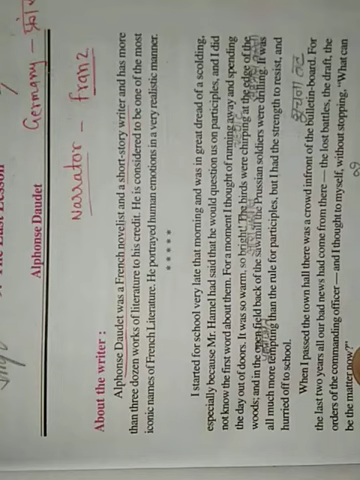 The Last Lesson
Alphonse Daudet
Germany –
Narrator – Franz
About the writer :
Alphonse Daudet was a French novelist and a short-story writer and has more
than three dozen works of literature to his credit. He is considered to be one of the most
iconic names of French Literature. He portrayed human emotions in a very realistic manner.
*****
I started for school very late that morning and was in great dread of a scolding,
especially because Mr. Hamel had said that he would question us on participles, and I did
not know the first word about them. For a moment I thought of running away and spending
the day out of doors. It was so warm, so bright! The birds were chirping at the edge of the
woods; and in the open field back of the sawmill the Prussian soldiers were drilling. It was
all much more tempting than the rule for participles, but I had the strength to resist, and
hurried off to school.
सूचना पट
When I passed the town hall there was a crowd infront of the bulletin-board. For
the last two years all our bad news had come from there — the lost battles, the draft, the
orders of the commanding officer — and I thought to myself, without stopping, "What can
be the matter now?"